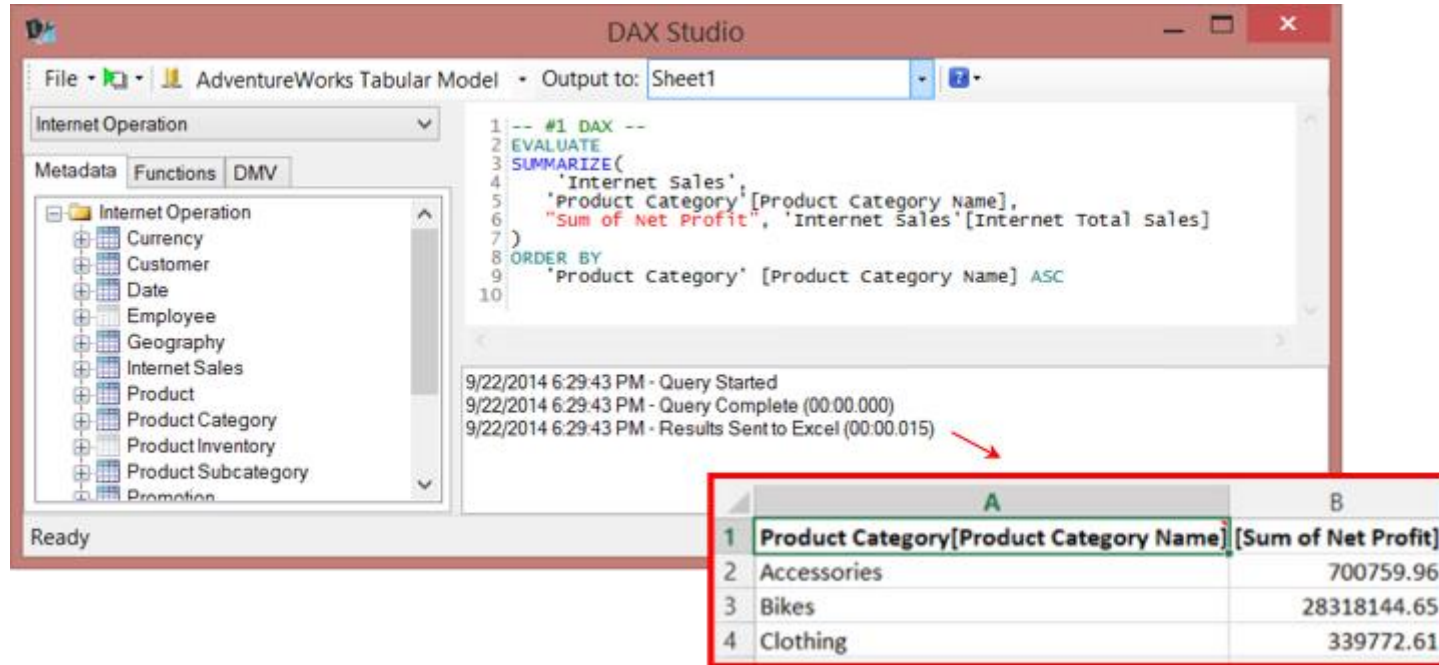 DAX Studio
File AdventureWorks Tabular Model Output to: Sheet1
Internet Operation
Metadata Functions DMV
Internet Operation
Currency
Customer
Date
Employee
Geography
Internet Sales
Product
Product Category
Product Inventory
Product Subcategory
Promotion
1 -- #1 DAX --
2 EVALUATE
3 SUMMARIZE(
4 'Internet Sales',
5 'Product Category'[Product Category Name],
6 "Sum of Net Profit", 'Internet Sales'[Internet Total Sales]
7 )
8 ORDER BY
9 'Product Category' [Product Category Name] ASC
10
9/22/2014 6:29:43 PM - Query Started
9/22/2014 6:29:43 PM - Query Complete (00:00.000)
9/22/2014 6:29:43 PM - Results Sent to Excel (00:00.015)
Ready
A B
1 Product Category[Product Category Name] [Sum of Net Profit]
2 Accessories 700759.96
3 Bikes 28318144.65
4 Clothing 339772.61